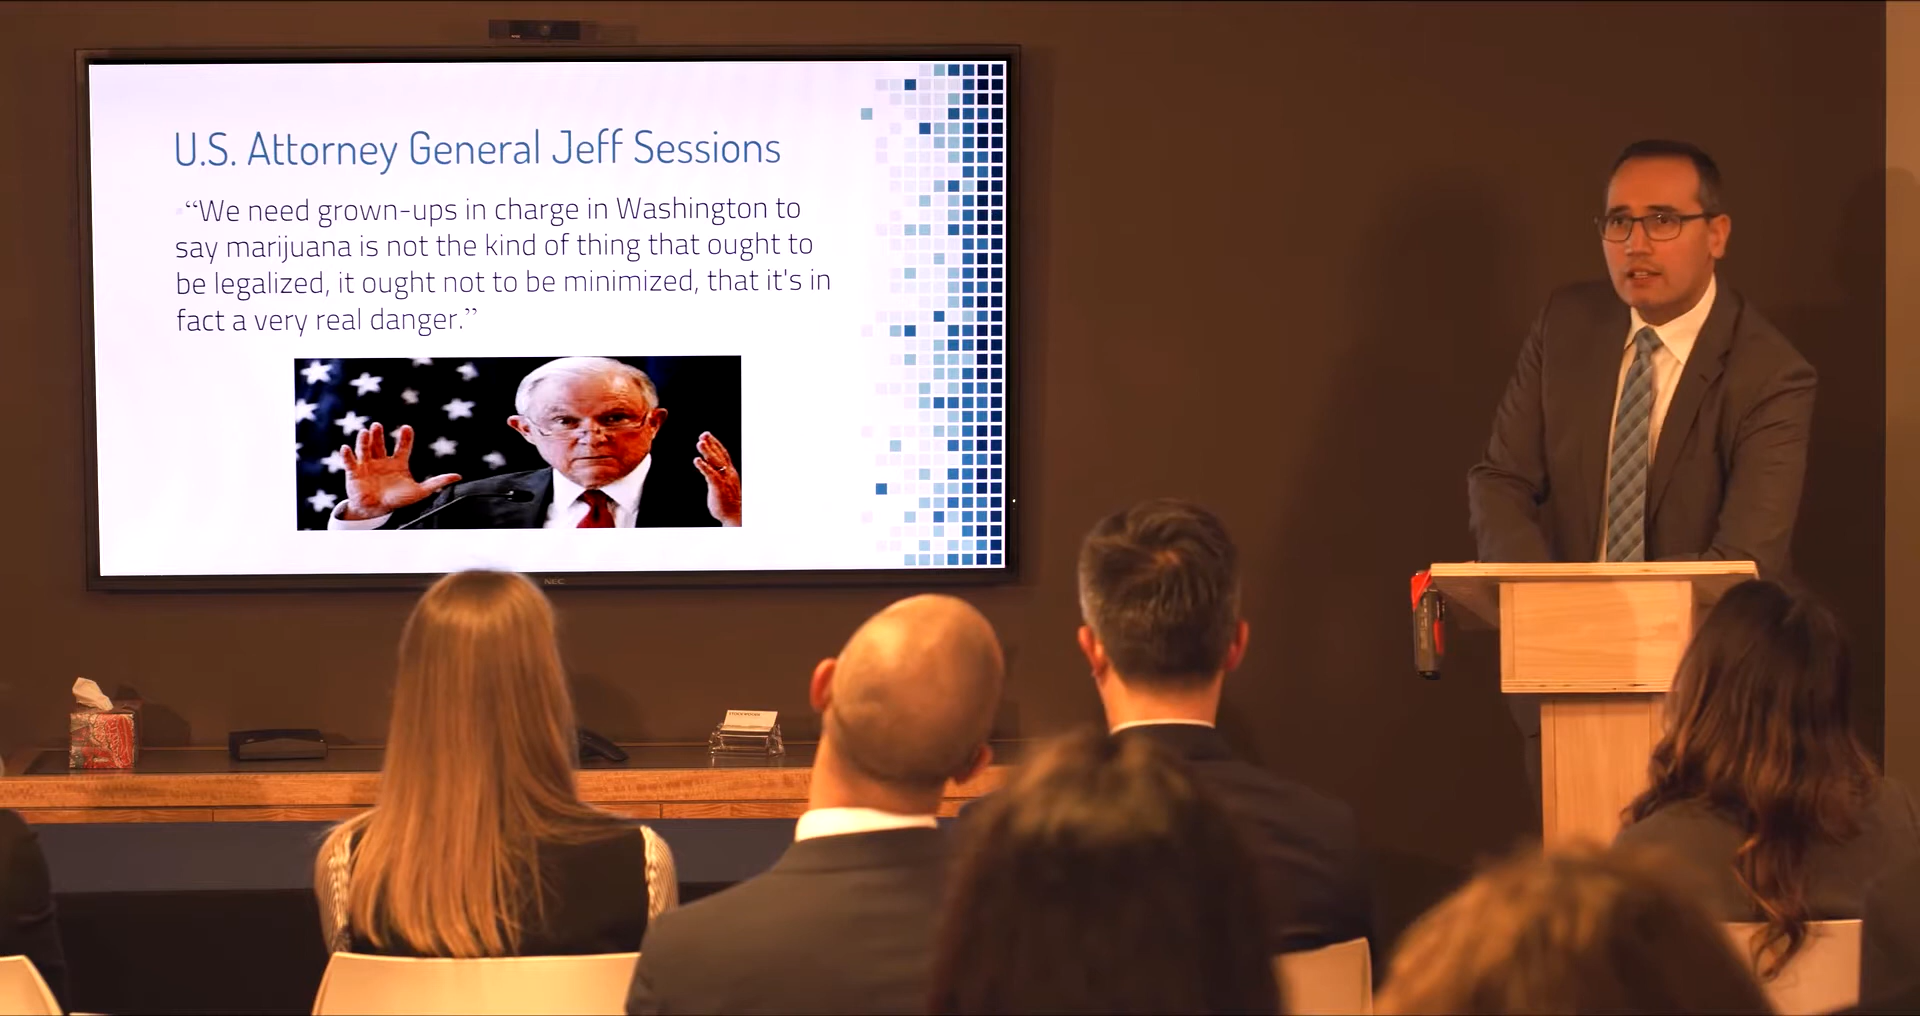 U.S. Attorney General Jeff Sessions
“We need grown-ups in charge in Washington to
say marijuana is not the kind of thing that ought to
be legalized, it ought not to be minimized, that it's in
fact a very real danger.”
NEC